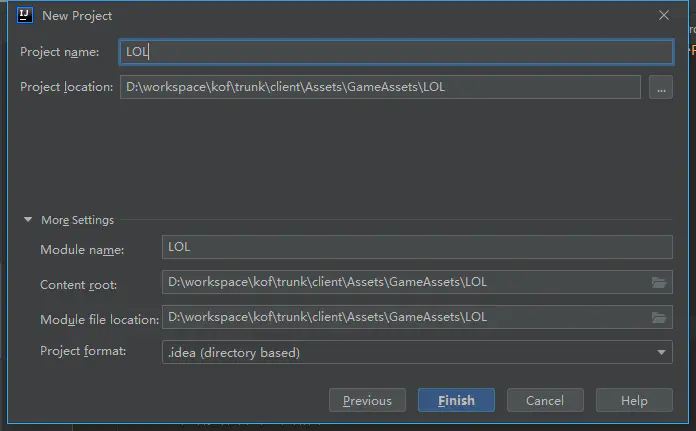 IJ New Project
Project name: LOL
Project location: D:\workspace\kof\trunk\client\Assets\GameAssets\LOL ...
More Settings
Module name: LOL
Content root: D:\workspace\kof\trunk\client\Assets\GameAssets\LOL
Module file location: D:\workspace\kof\trunk\client\Assets\GameAssets\LOL
Project format: .idea (directory based)
Previous Finish Cancel Help